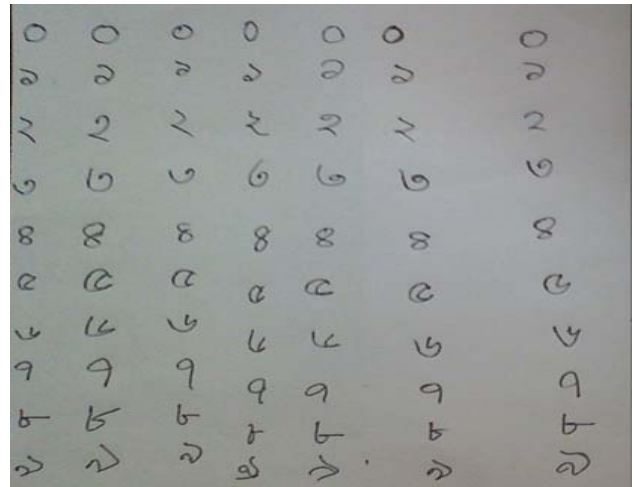 ০ ০ ০ ০ ০ ০ ০
১ ১ ১ ১ ১ ১ ১
২ ২ ২ ২ ২ ২ ২
৩ ৩ ৩ ৩ ৩ ৩ ৩
৪ ৪ ৪ ৪ ৪ ৪ ৪
৫ ৫ ৫ ৫ ৫ ৫ ৫
৬ ৬ ৬ ৬ ৬ ৬ ৬
৭ ৭ ৭ ৭ ৭ ৭ ৭
৮ ৮ ৮ ৮ ৮ ৮ ৮
৯ ৯ ৯ ৯ ৯ ৯ ৯